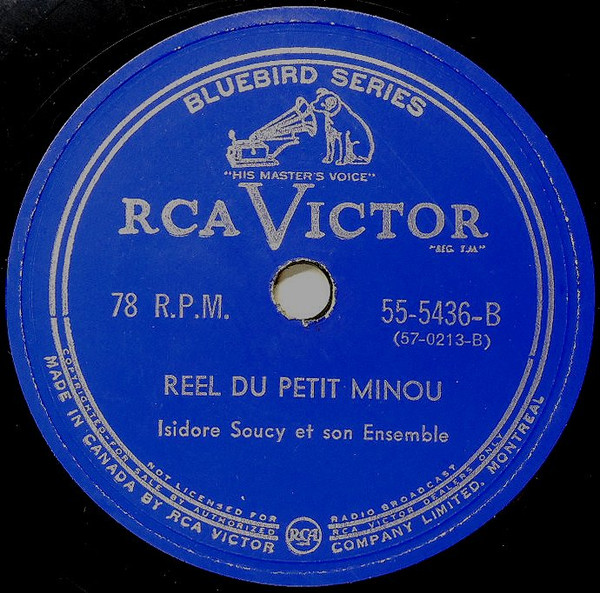 BLUEBIRD SERIES
"HIS MASTER'S VOICE"
RCA VICTOR
"REG. T.M."
78 R.P.M.
55-5436-B
(57-0213-B)
REEL DU PETIT MINOU
Isidore Soucy et son Ensemble
NOT LICENSED FOR RADIO BROADCAST
COPYRIGHTED-FOR SALE BY AUTHORIZED RCA VICTOR DEALERS ONLY
MADE IN CANADA BY RCA VICTOR COMPANY LIMITED, MONTREAL
RCA